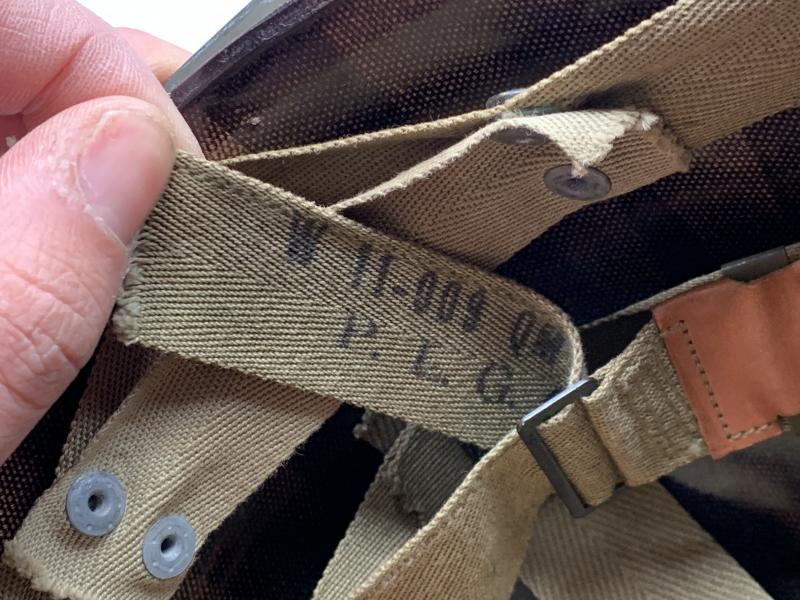 W 11-009 QM
P. L. G.